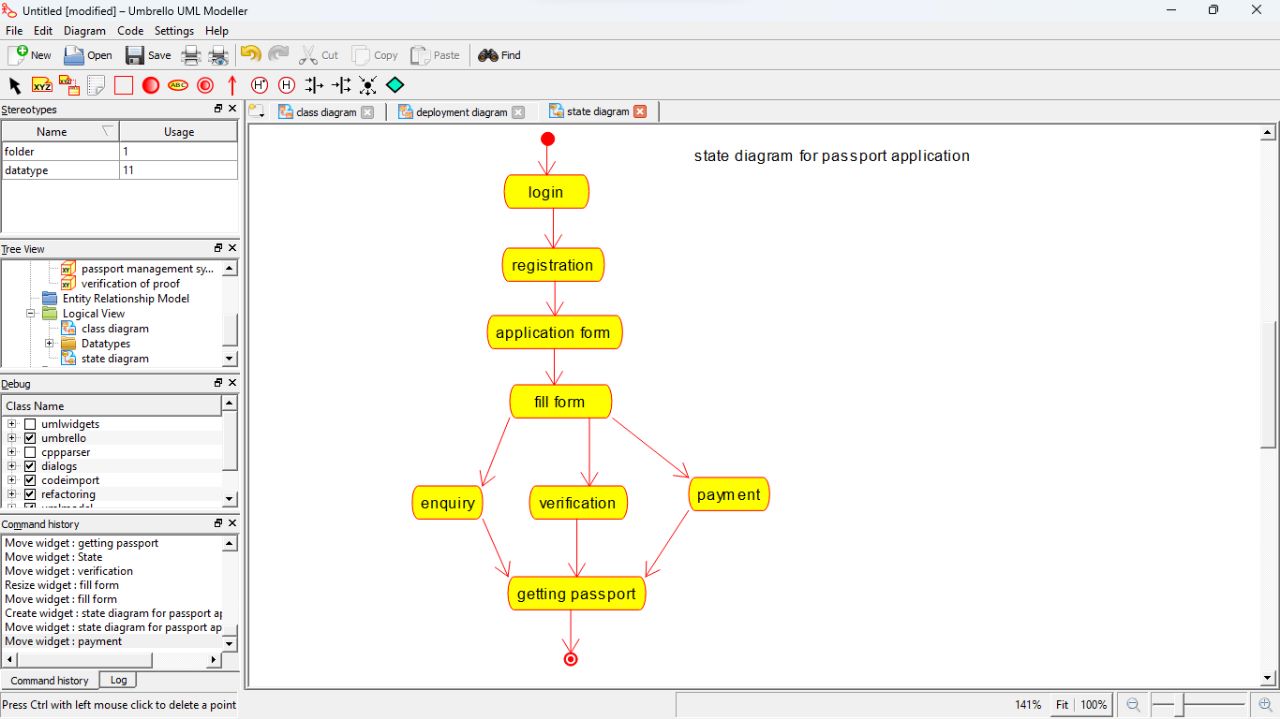 Untitled [modified] – Umbrello UML Modeller
File Edit Diagram Code Settings Help
New Open Save Cut Copy Paste Find
XYZ ABC H* H
Stereotypes
Name Usage
folder 1
datatype 11
Tree View
passport management sy...
verification of proof
Entity Relationship Model
Logical View
class diagram
Datatypes
state diagram
Debug
Class Name
umlwidgets
umbrello
cppparser
dialogs
codeimport
refactoring
Command history
Move widget : getting passport
Move widget : State
Move widget : verification
Resize widget : fill form
Move widget : fill form
Create widget : state diagram for passport ap
Move widget : state diagram for passport ap
Move widget : payment
Command history Log
Press Ctrl with left mouse click to delete a point
class diagram deployment diagram state diagram
state diagram for passport application
login
registration
application form
fill form
enquiry verification payment
getting passport
141% Fit 100%